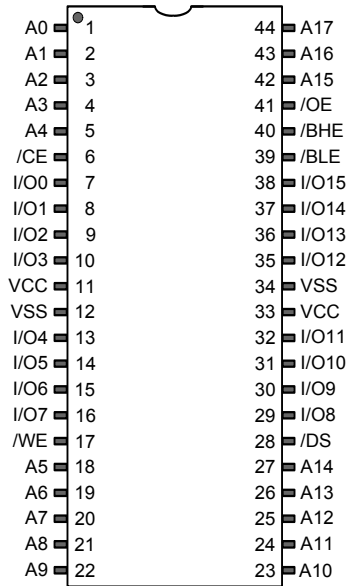 A0 1 44 A17
A1 2 43 A16
A2 3 42 A15
A3 4 41 /OE
A4 5 40 /BHE
/CE 6 39 /BLE
I/O0 7 38 I/O15
I/O1 8 37 I/O14
I/O2 9 36 I/O13
I/O3 10 35 I/O12
VCC 11 34 VSS
VSS 12 33 VCC
I/O4 13 32 I/O11
I/O5 14 31 I/O10
I/O6 15 30 I/O9
I/O7 16 29 I/O8
/WE 17 28 /DS
A5 18 27 A14
A6 19 26 A13
A7 20 25 A12
A8 21 24 A11
A9 22 23 A10